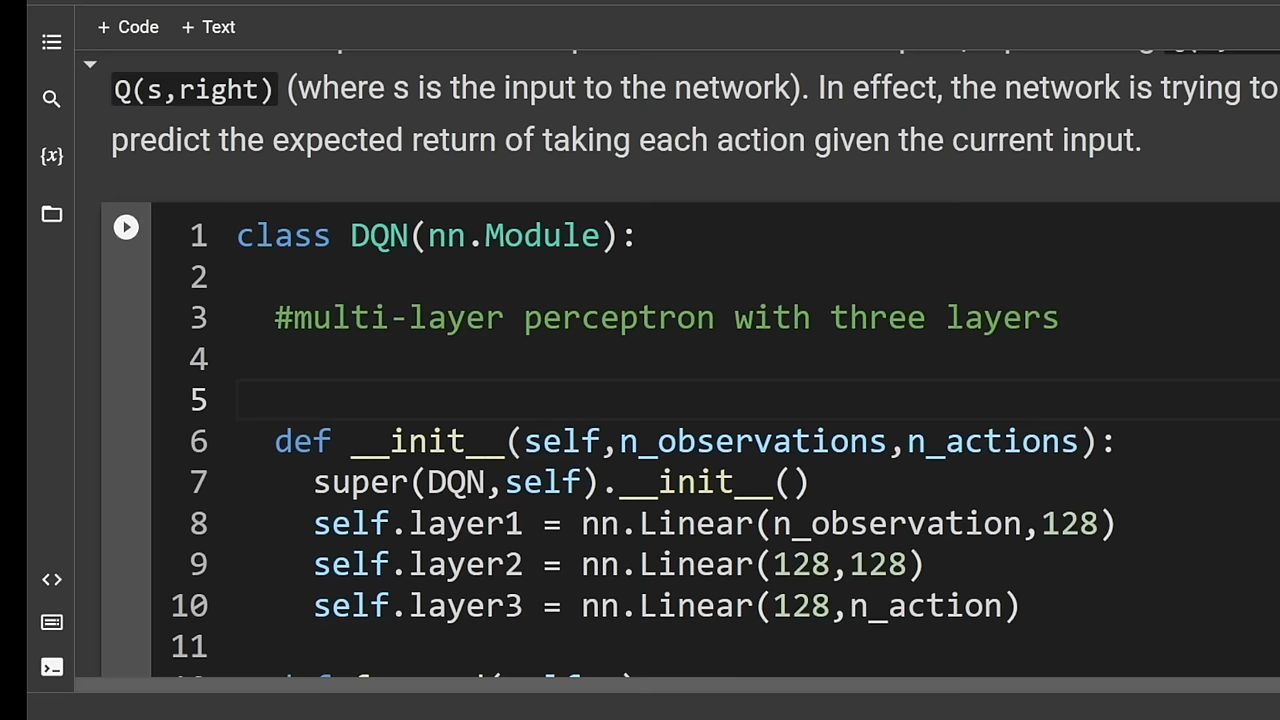 + Code + Text
Q(s,right) (where s is the input to the network). In effect, the network is trying to
predict the expected return of taking each action given the current input.
{x}
1 class DQN(nn.Module):
2
3 #multi-layer perceptron with three layers
4
5
6 def __init__(self,n_observations,n_actions):
7 super(DQN,self).__init__()
8 self.layer1 = nn.Linear(n_observation,128)
9 self.layer2 = nn.Linear(128,128)
10 self.layer3 = nn.Linear(128,n_action)
11